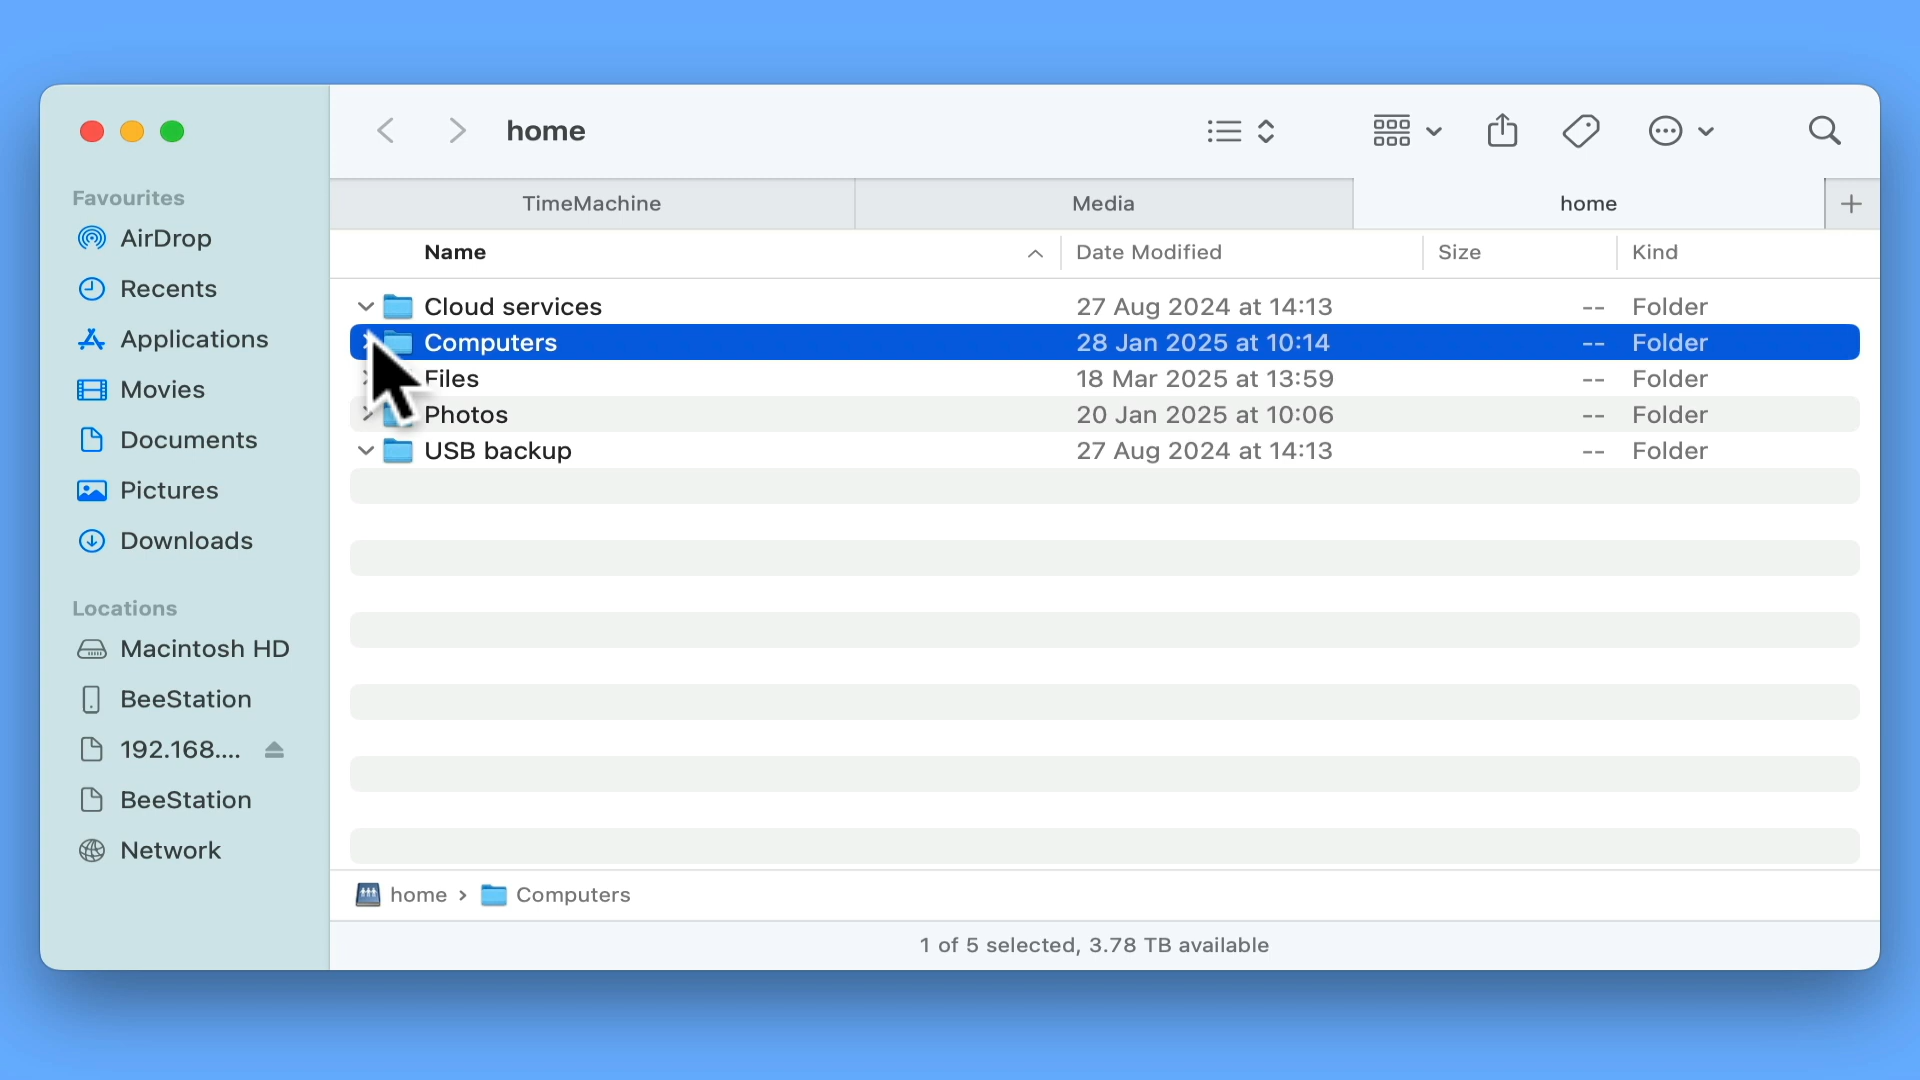 home
TimeMachine
Media
home
Name
Date Modified
Size
Kind
Cloud services 27 Aug 2024 at 14:13 -- Folder
Computers 28 Jan 2025 at 10:14 -- Folder
Files 18 Mar 2025 at 13:59 -- Folder
Photos 20 Jan 2025 at 10:06 -- Folder
USB backup 27 Aug 2024 at 14:13 -- Folder
home › Computers
1 of 5 selected, 3.78 TB available
Favourites
AirDrop
Recents
Applications
Movies
Documents
Pictures
Downloads
Locations
Macintosh HD
BeeStation
192.168....
BeeStation
Network